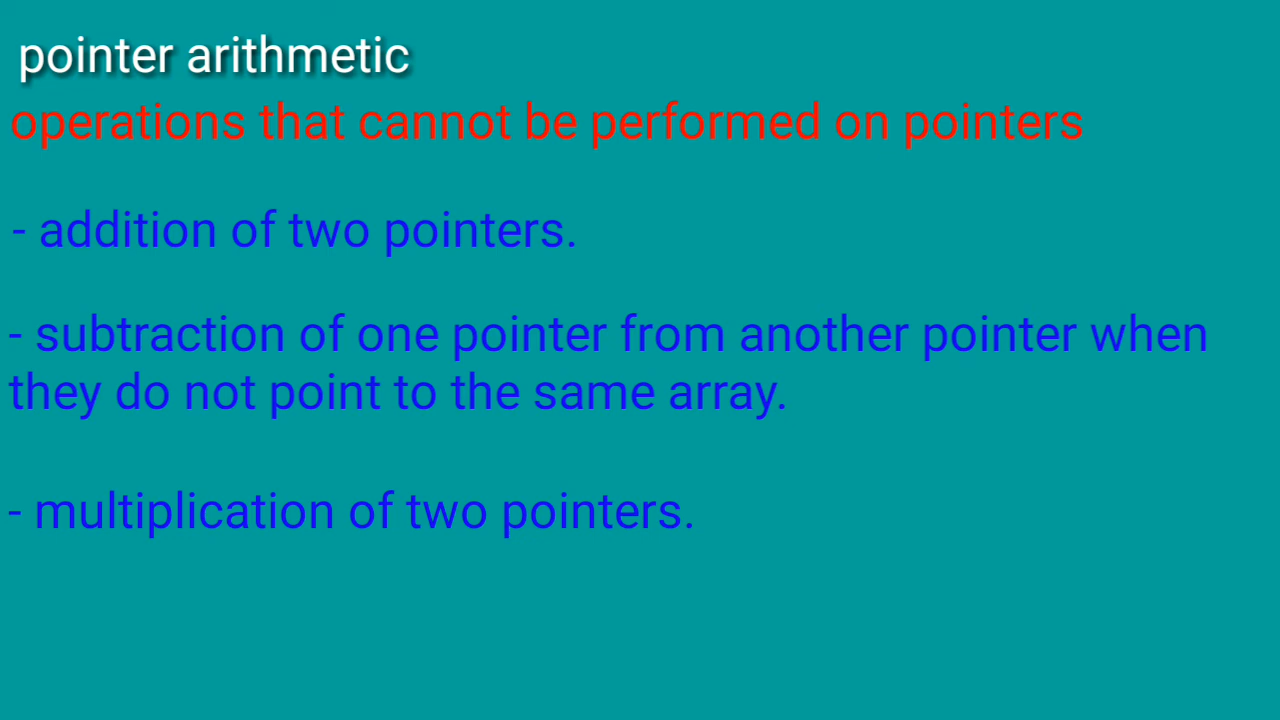 pointer arithmetic
operations that cannot be performed on pointers
- addition of two pointers.
- subtraction of one pointer from another pointer when
they do not point to the same array.
- multiplication of two pointers.